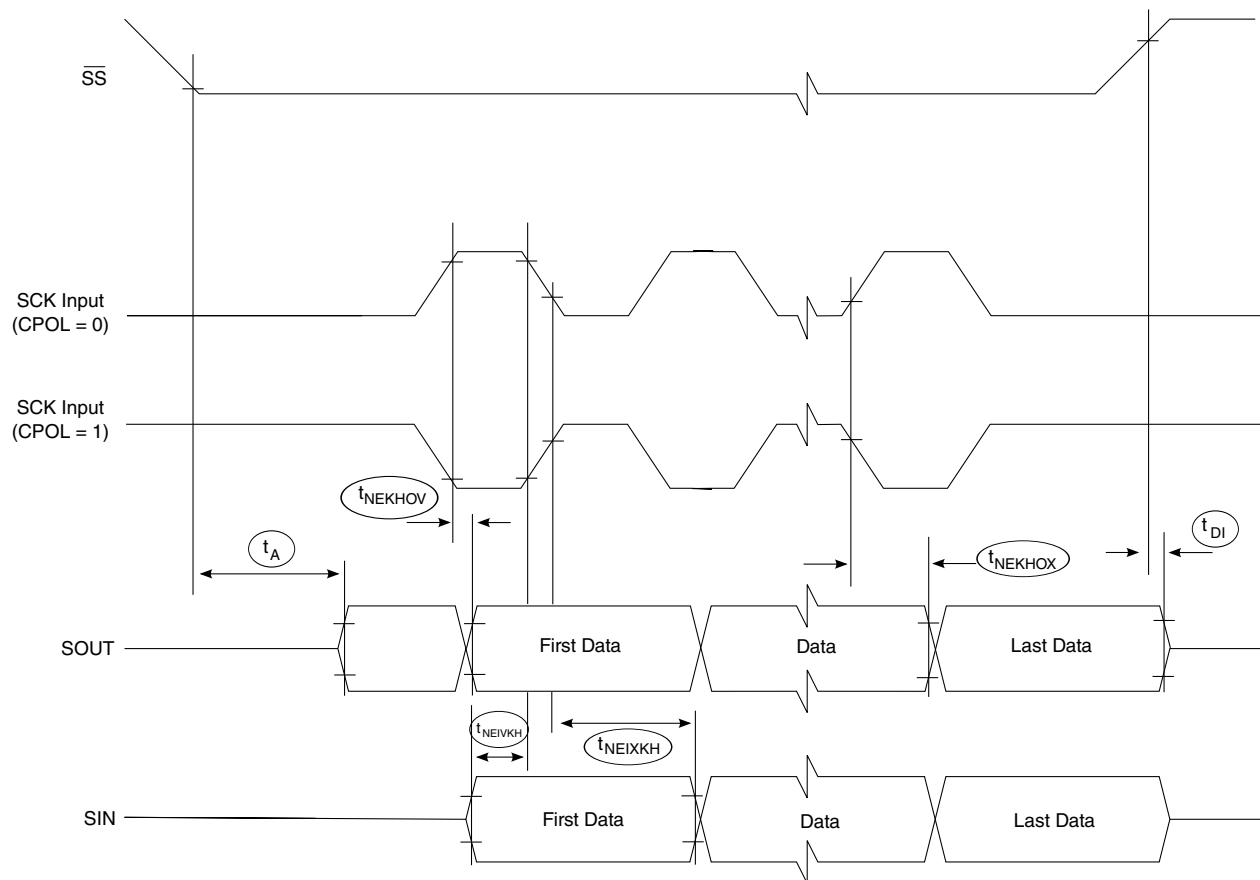 SS
SCK Input
(CPOL = 0)
SCK Input
(CPOL = 1)
tNEKHOV
tA
tNEKHOX
tDI
SOUT
First Data
Data
Last Data
tNEIVKH
tNEIXKH
SIN
First Data
Data
Last Data